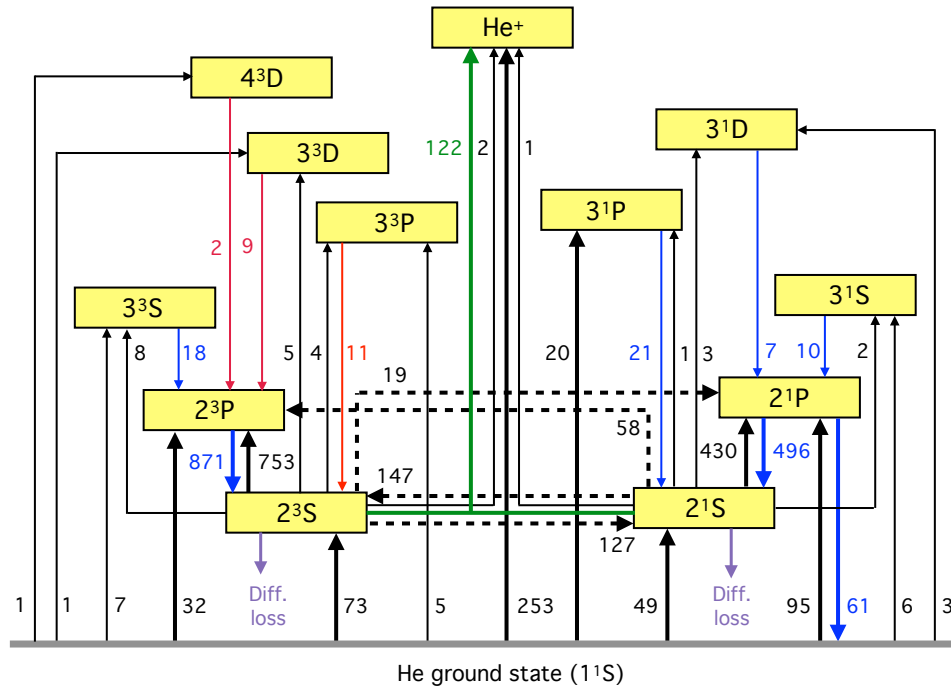 He⁺
4³D
3¹D
122
2
1
3³D
3¹P
3³P
2
9
3¹S
3³S
8
18
5
4
11
20
21
1
3
7
10
2
19
2³P
2¹P
58
871
753
430
496
147
2³S
2¹S
127
Diff.
loss
Diff.
loss
1
1
7
32
73
5
253
49
95
61
6
3
He ground state (1¹S)